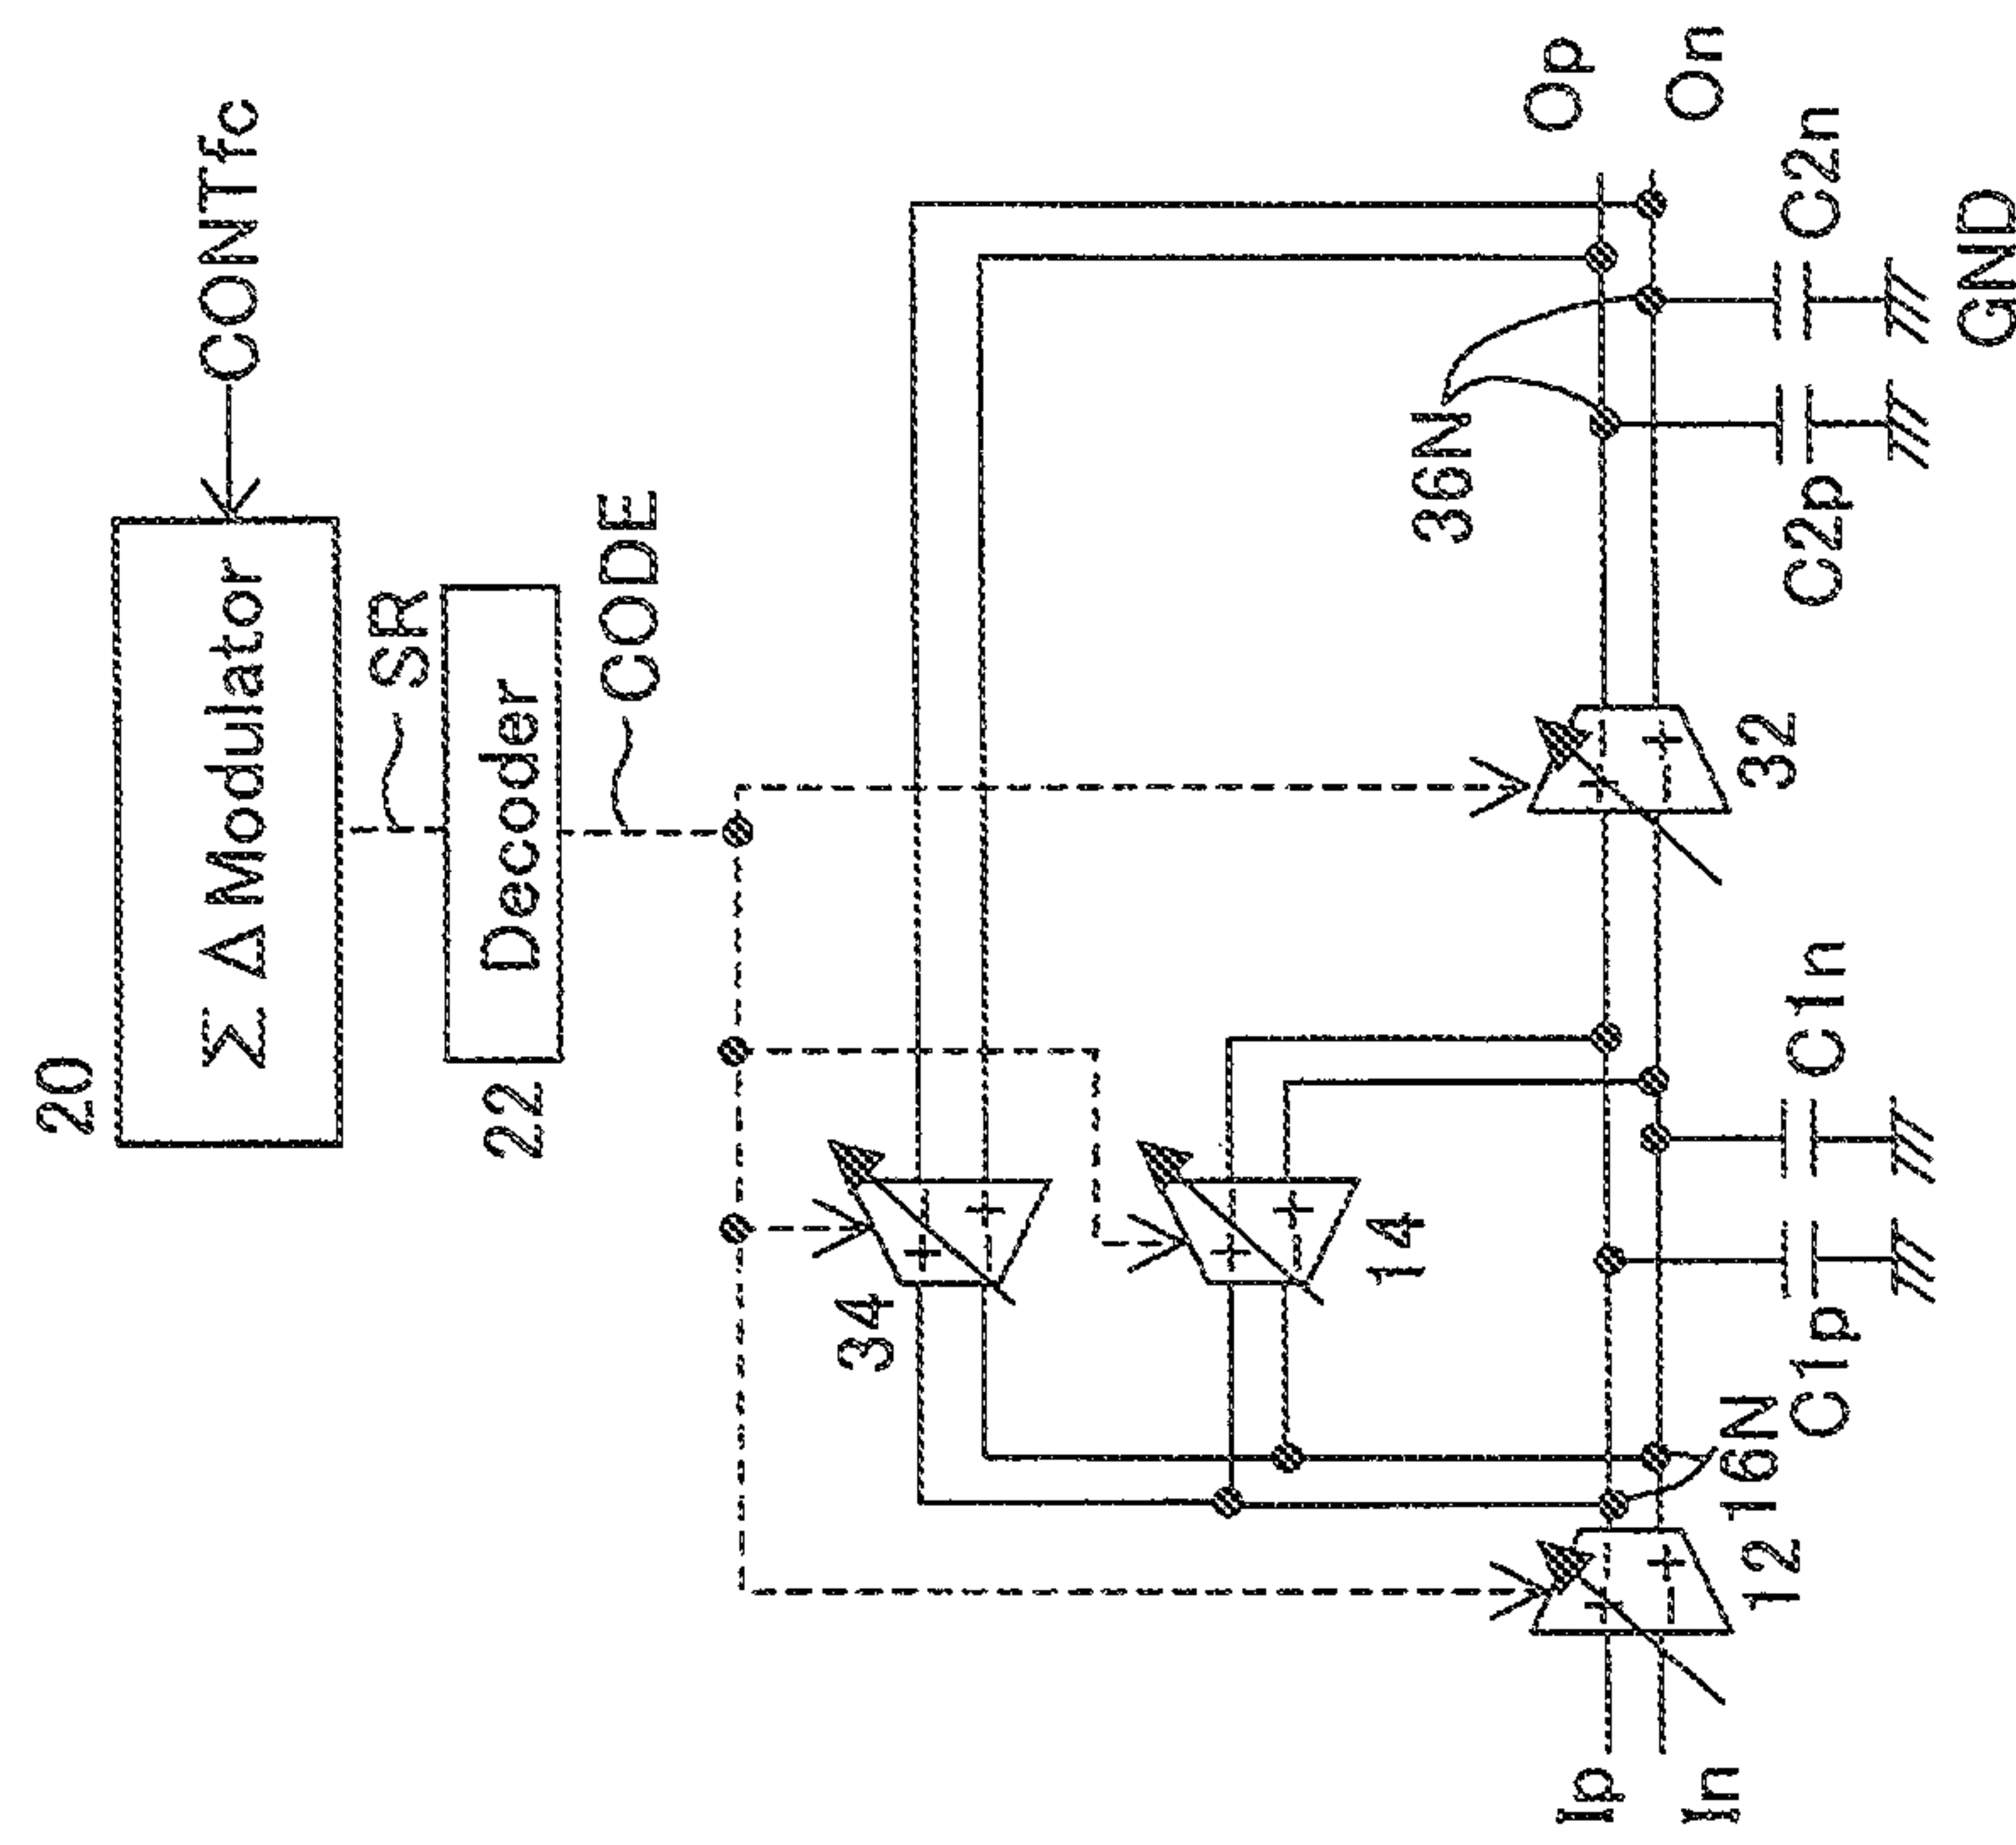 20
Σ Δ Modulator
CONTfc
SR
22
Decoder
CODE
34
14
Op
On
36N
32
Ip
In
12
16N
C1p
C1n
C2p
C2n
GND
+
−
−
+
+
−
−
+
+
−
−
+
+
−
−
+